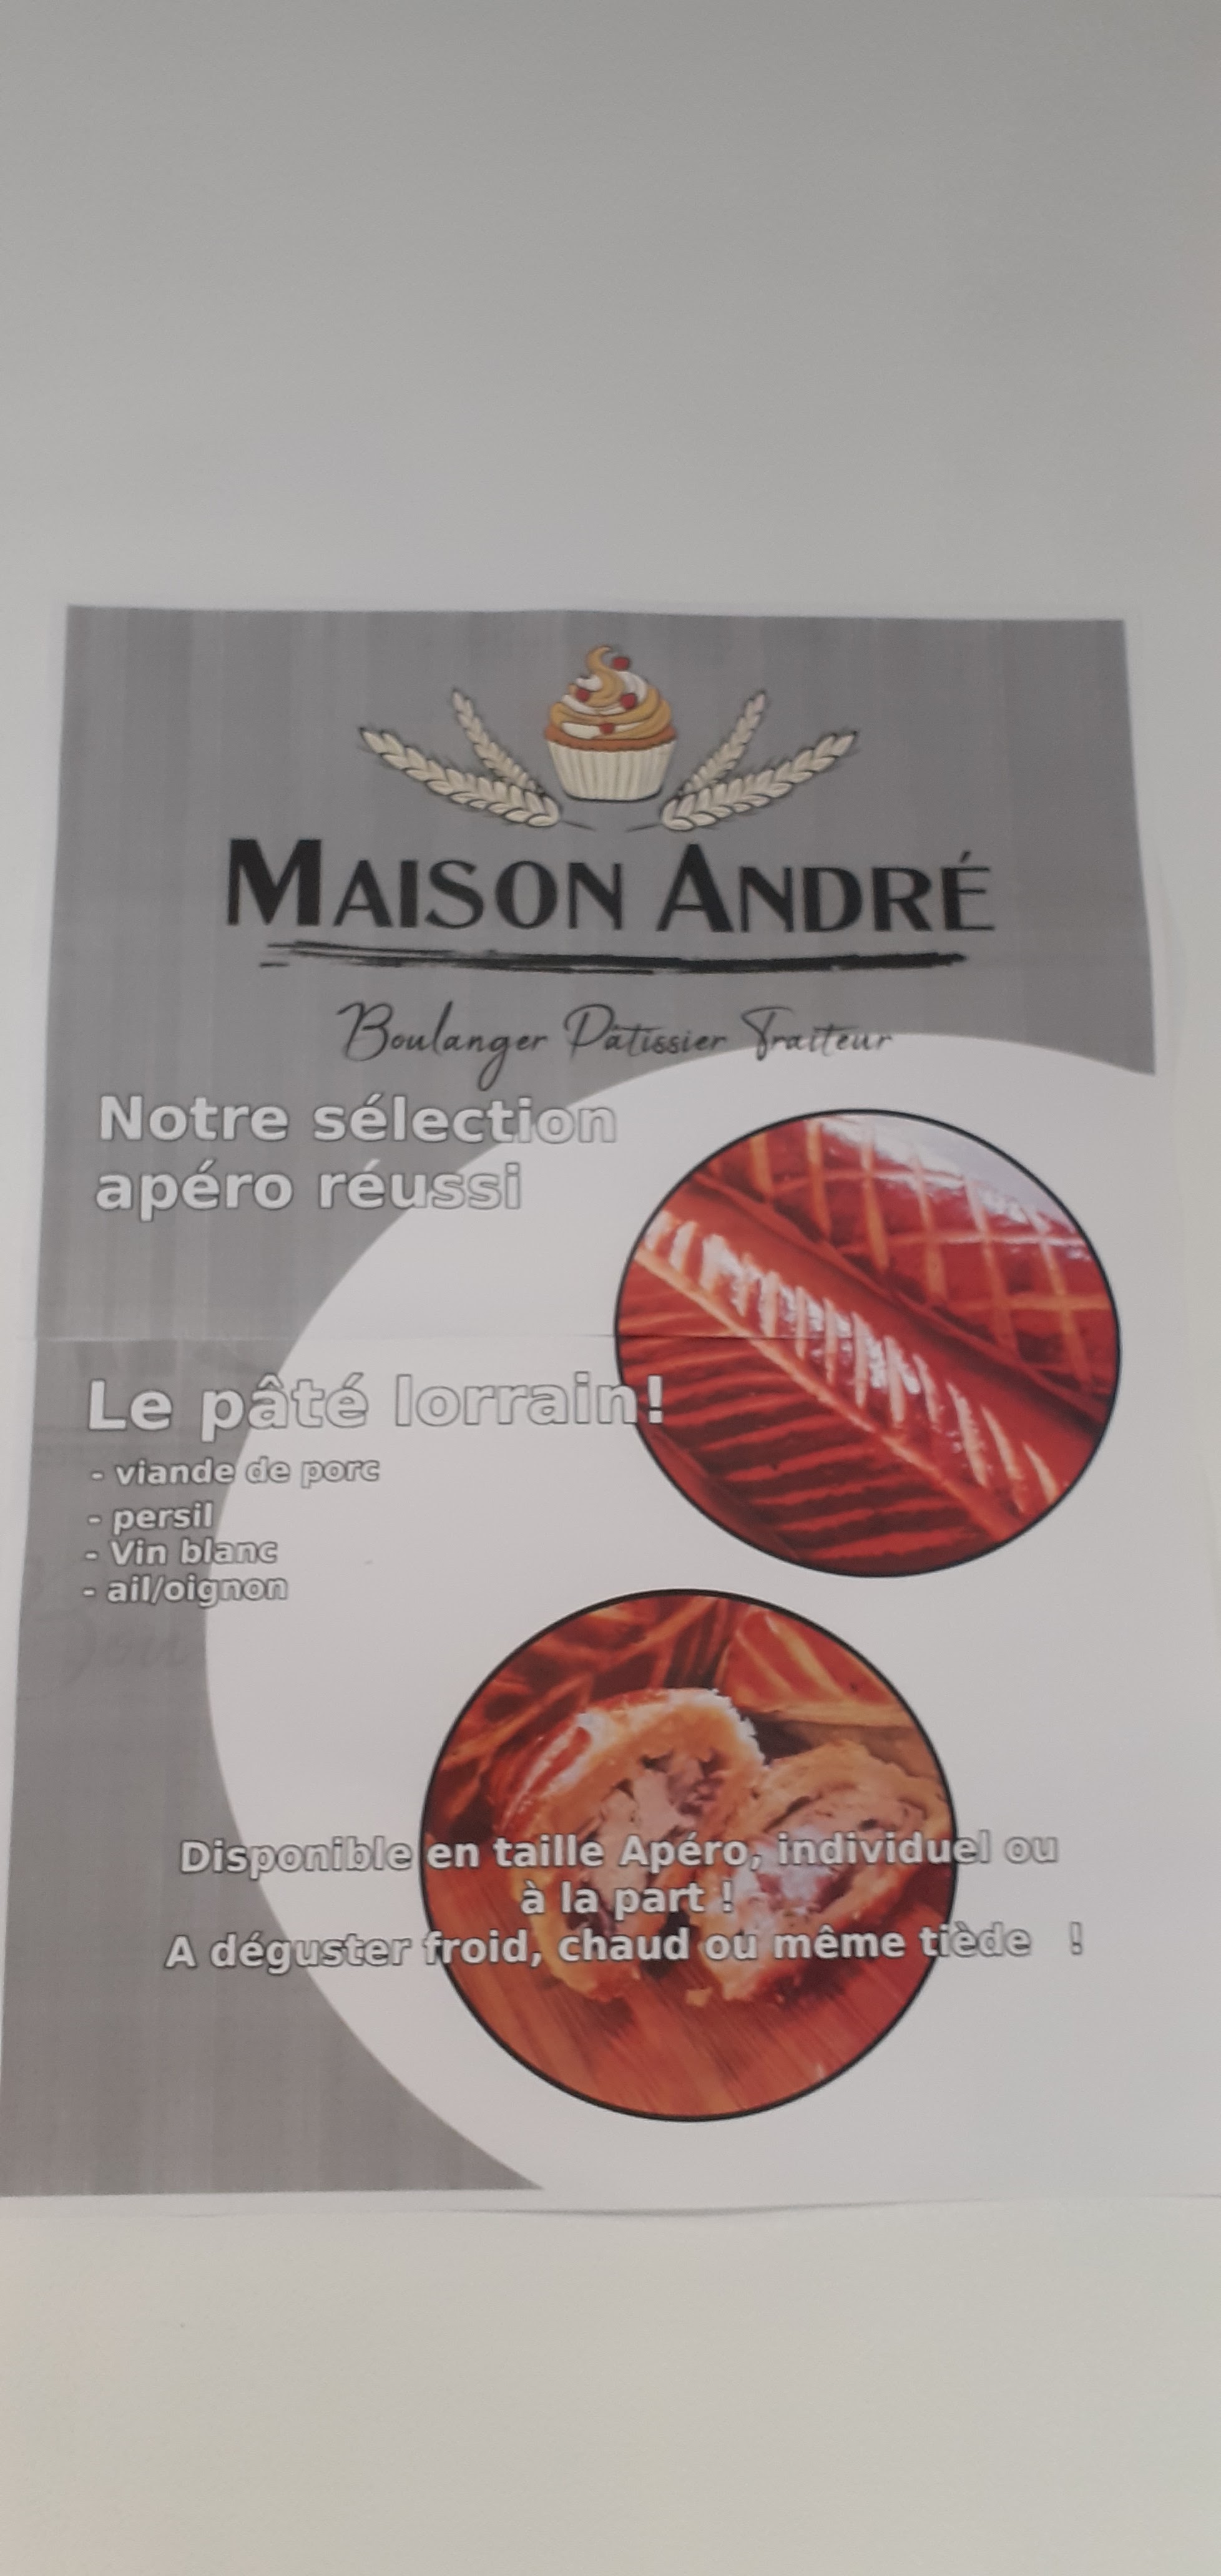 MAISON ANDRÉ
Boulanger Pâtissier Traiteur
Notre sélection
apéro réussi
Le pâté lorrain!
- viande de porc
- persil
- Vin blanc
- ail/oignon
Disponible en taille Apéro, individuel ou
à la part !
A déguster froid, chaud ou même tiède !